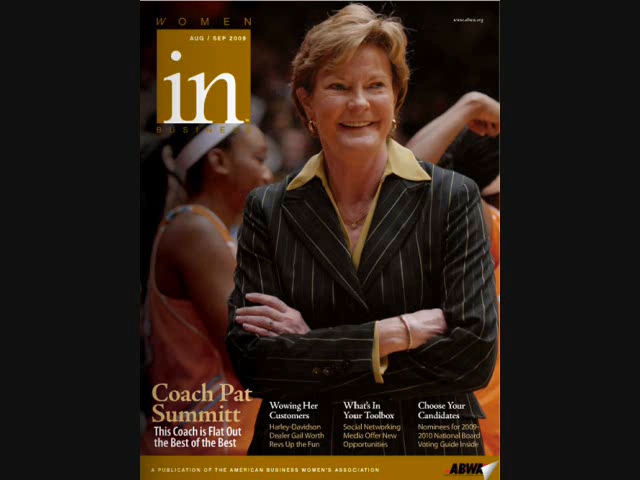 WOMEN
AUG / SEP 2009
in
BUSINESS
www.abwa.org
Coach Pat
Summitt
This Coach is Flat Out
the Best of the Best
Wowing Her
Customers
Harley-Davidson
Dealer Gail Worth
Revs Up the Fun
What's In
Your Toolbox
Social Networking
Media Offer New
Opportunities
Choose Your
Candidates
Nominees for 2009-
2010 National Board
Voting Guide Inside
A PUBLICATION OF THE AMERICAN BUSINESS WOMEN'S ASSOCIATION
ABWA